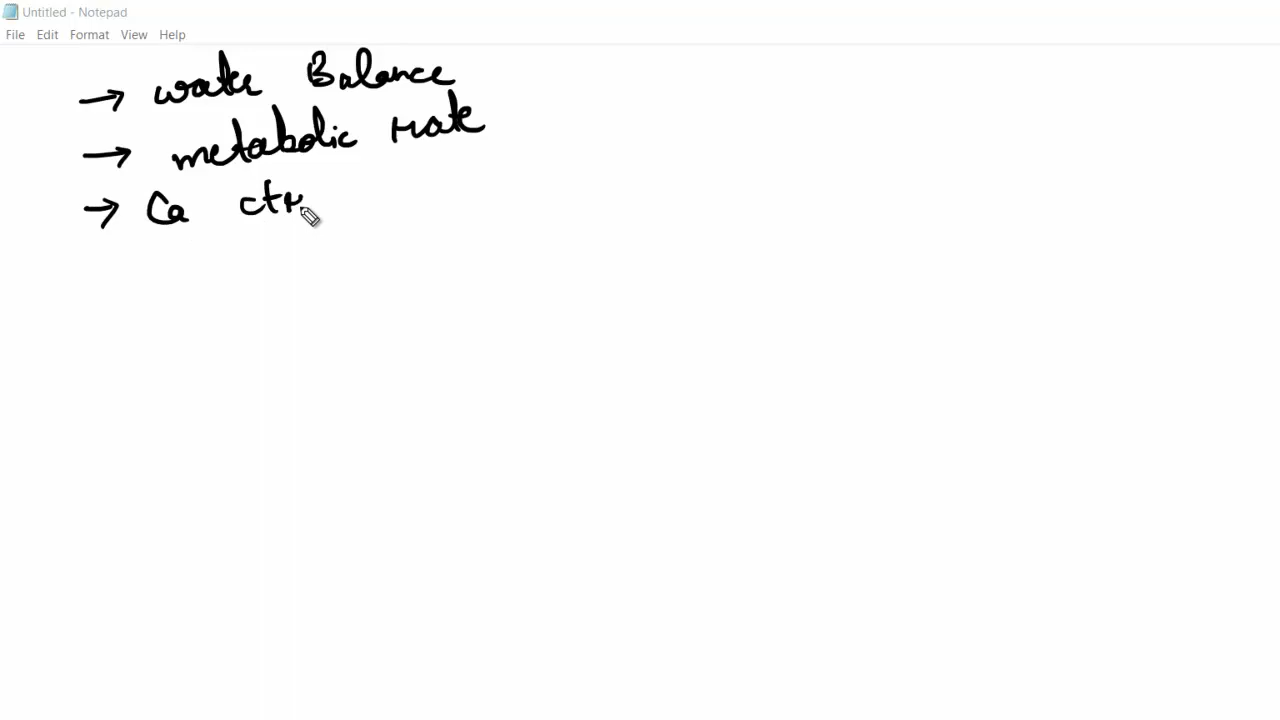 Untitled - Notepad
File Edit Format View Help
→ water Balance
→ metabolic rate
→ Ca ctr